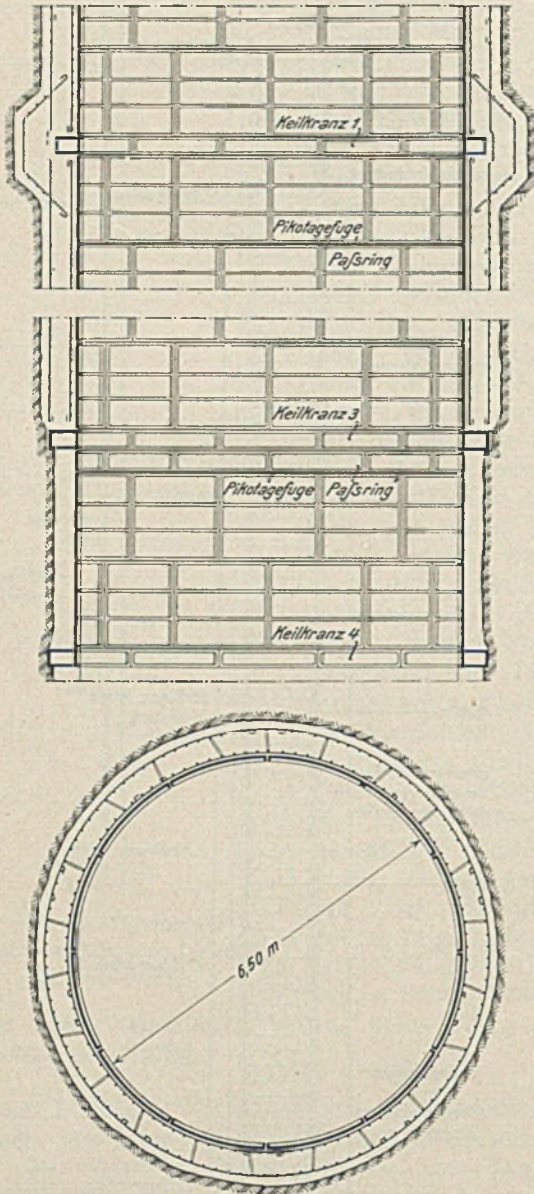 Keilkranz 1
Pikotagefuge
Paſsring
Keilkranz 3
Pikotagefuge Paſsring
Keilkranz 4
6,50 m